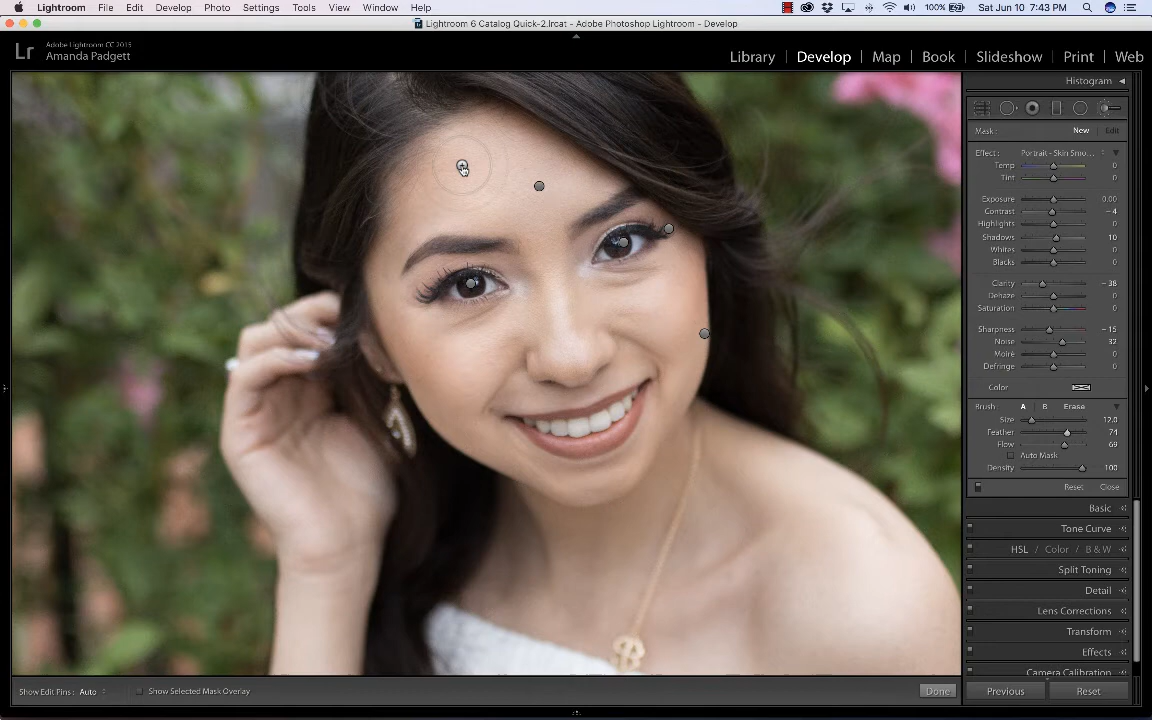 Lightroom File Edit Develop Photo Settings Tools View Window Help 100% Sat Jun 10 7:43 PM
Lightroom 6 Catalog Quick-2.lrcat - Adobe Photoshop Lightroom - Develop
Lr Adobe Lightroom CC 2015
Amanda Padgett
Library | Develop | Map | Book | Slideshow | Print | Web
Histogram
Mask: New Edit
Effect: Portrait - Skin Smo...
Temp 0
Tint 0
Exposure 0.00
Contrast - 4
Highlights 0
Shadows 10
Whites 0
Blacks 0
Clarity - 38
Dehaze 0
Saturation 0
Sharpness - 15
Noise 32
Moiré 0
Defringe 0
Color
Brush: A B Erase
Size 12.0
Feather 74
Flow 69
Auto Mask
Density 100
Reset Close
Basic
Tone Curve
HSL / Color / B & W
Split Toning
Detail
Lens Corrections
Transform
Effects
Camera Calibration
Show Edit Pins: Auto Show Selected Mask Overlay Done Previous Reset